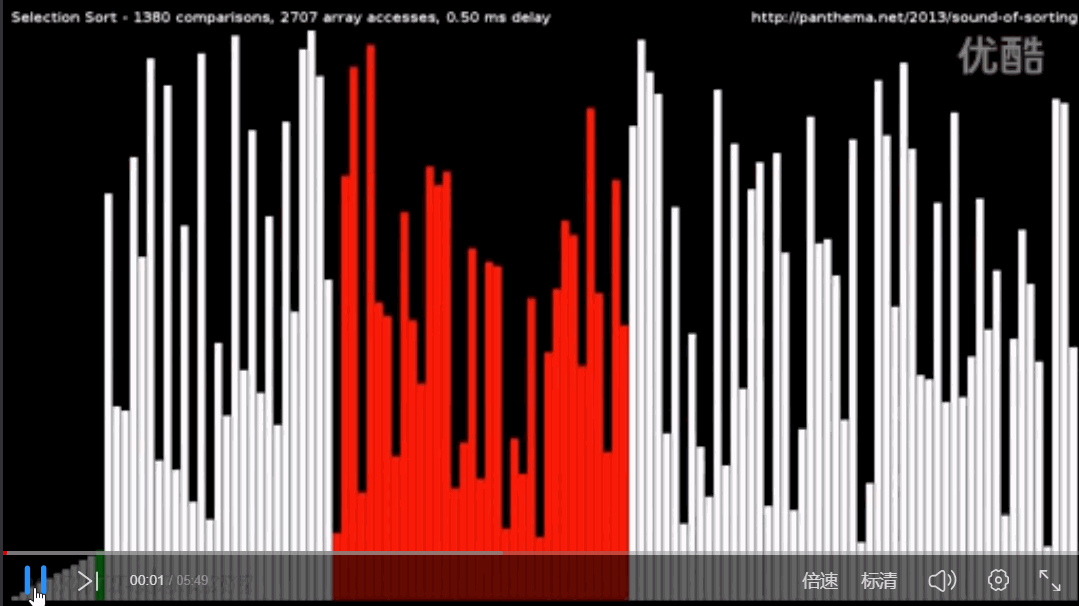 Selection Sort - 1380 comparisons, 2707 array accesses, 0.50 ms delay
http://panthema.net/2013/sound-of-sorting
优酷
00:01 / 05:49
倍速
标清